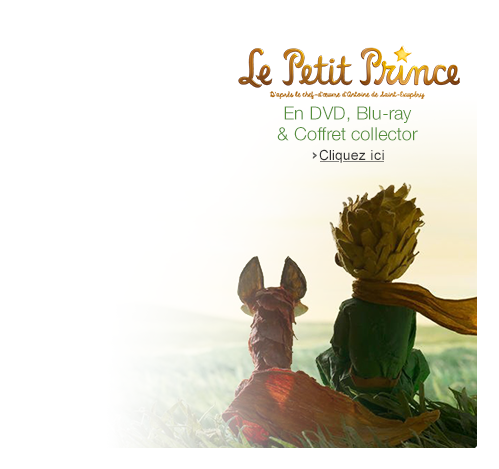 Le Petit Prince
D'après le chef-d'œuvre d'Antoine de Saint-Exupéry
En DVD, Blu-ray
& Coffret collector
›Cliquez ici